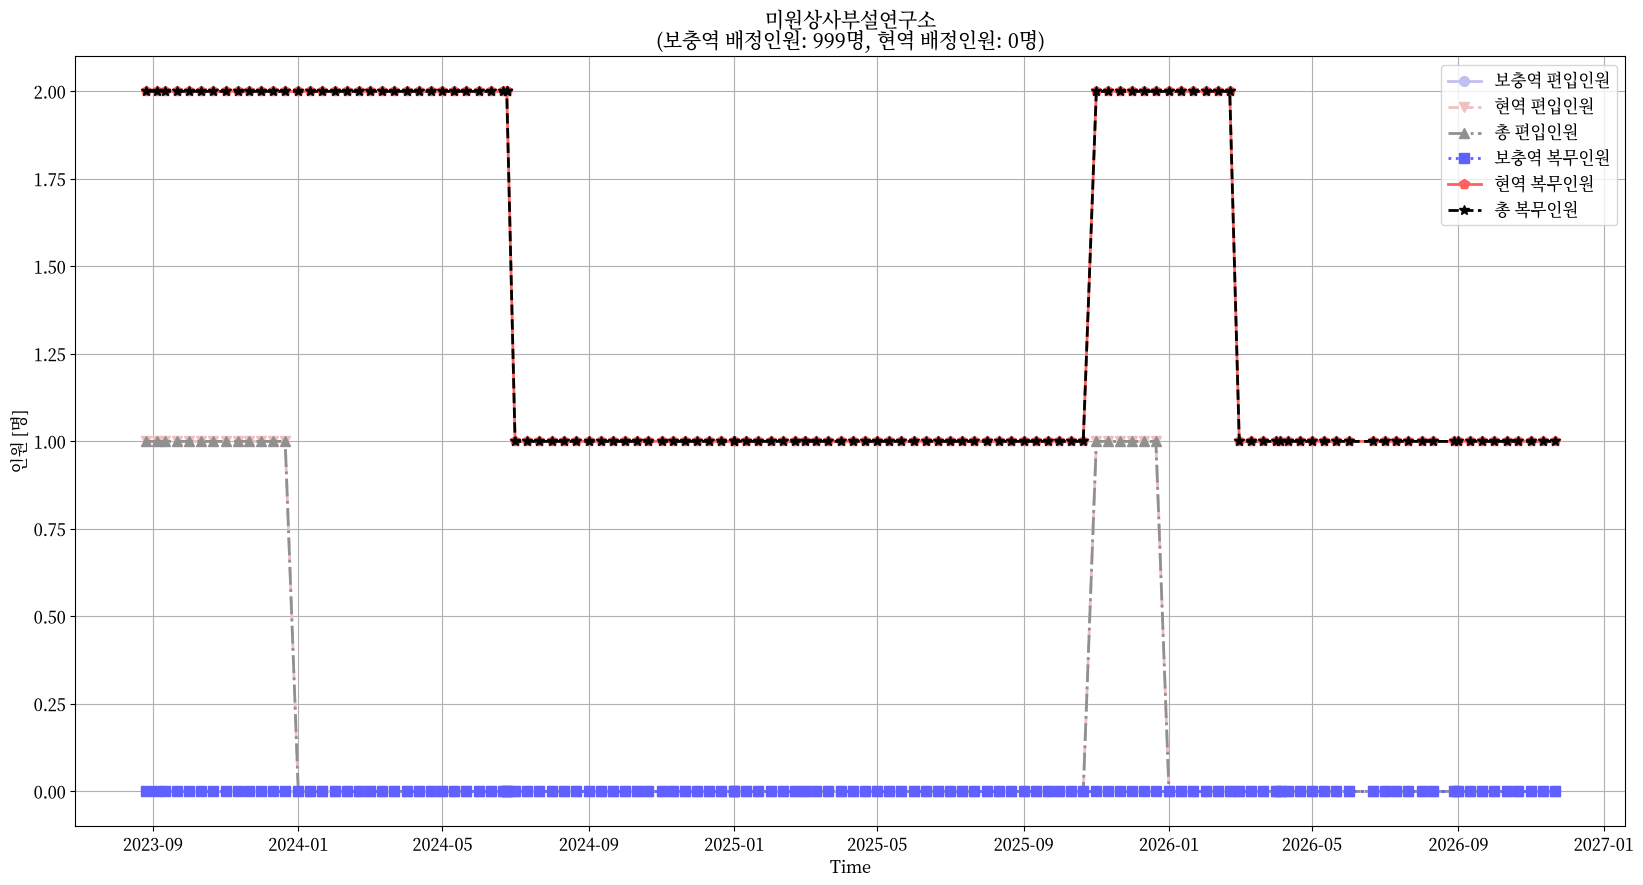 미원상사부설연구소
(보충역 배정인원: 999명, 현역 배정인원: 0명)
보충역 편입인원
현역 편입인원
총 편입인원
보충역 복무인원
현역 복무인원
총 복무인원
인원 [명]
2.00
1.75
1.50
1.25
1.00
0.75
0.50
0.25
0.00
2023-09
2024-01
2024-05
2024-09
2025-01
2025-05
2025-09
2026-01
2026-05
2026-09
2027-01
Time